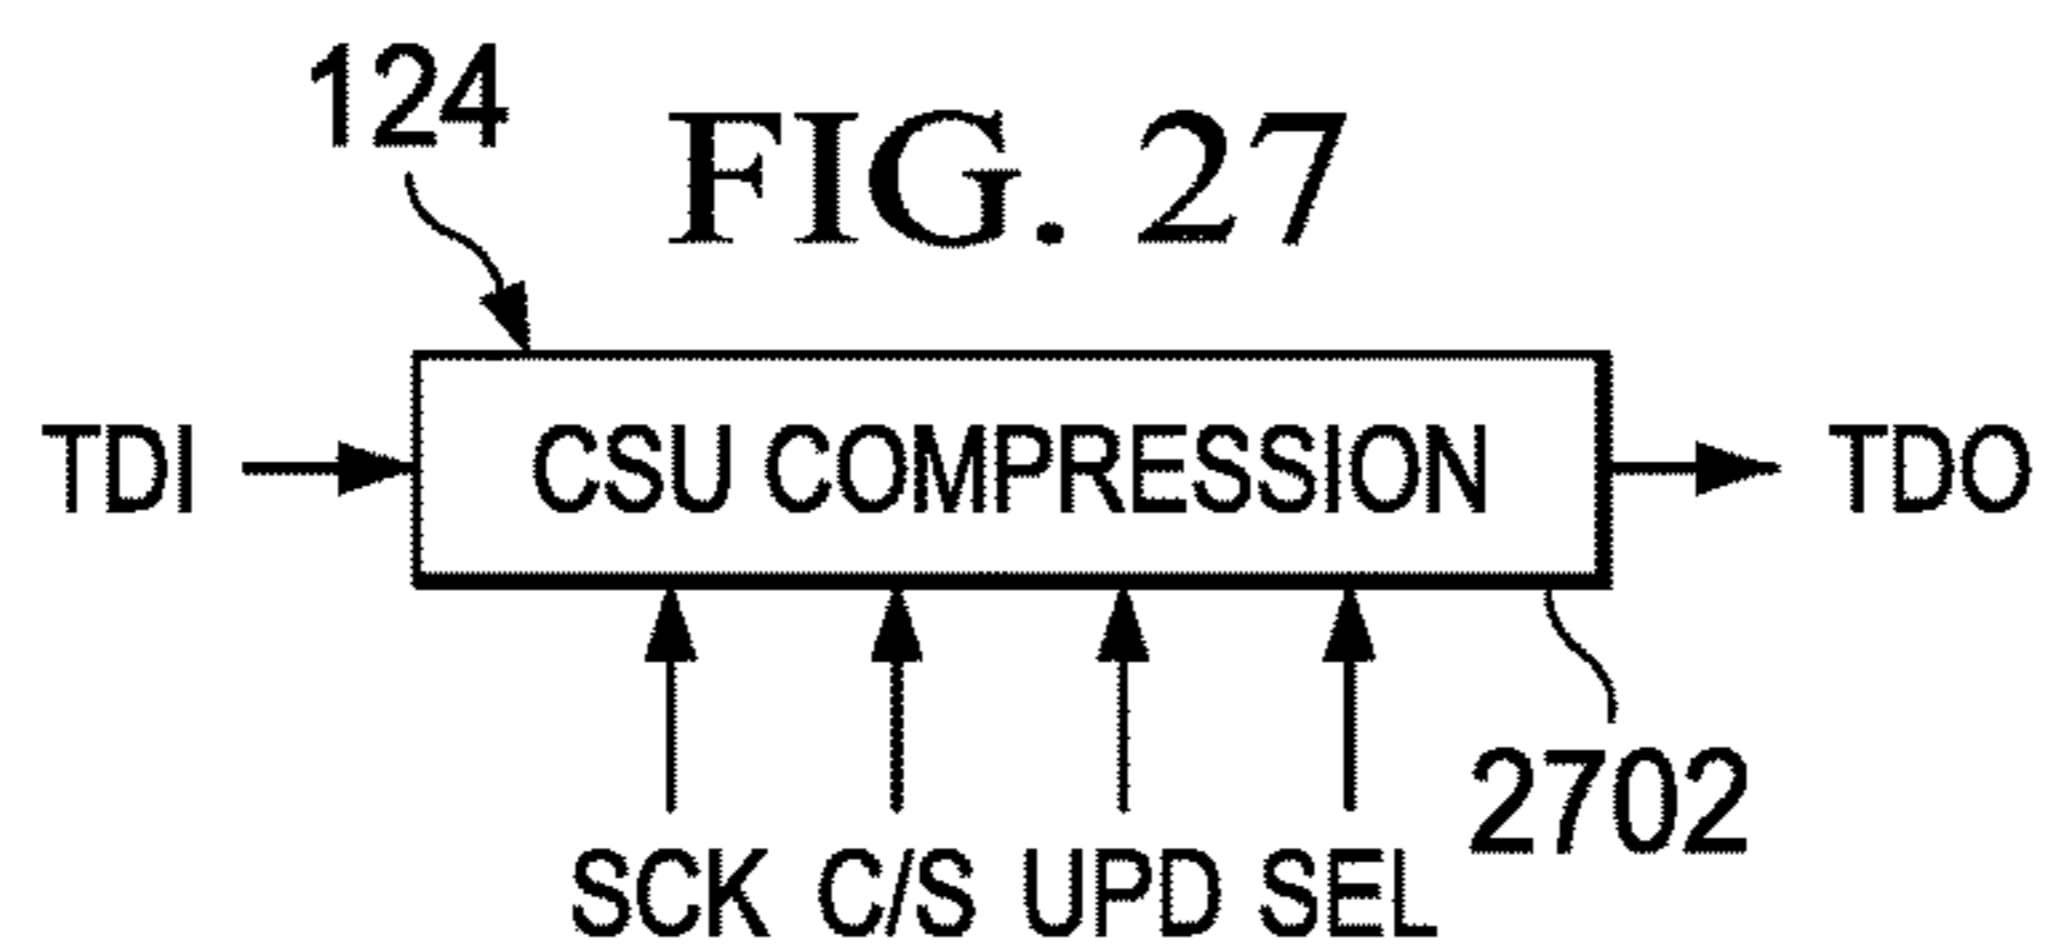 124
FIG. 27
TDI CSU COMPRESSION TDO
2702
SCK C/S UPD SEL